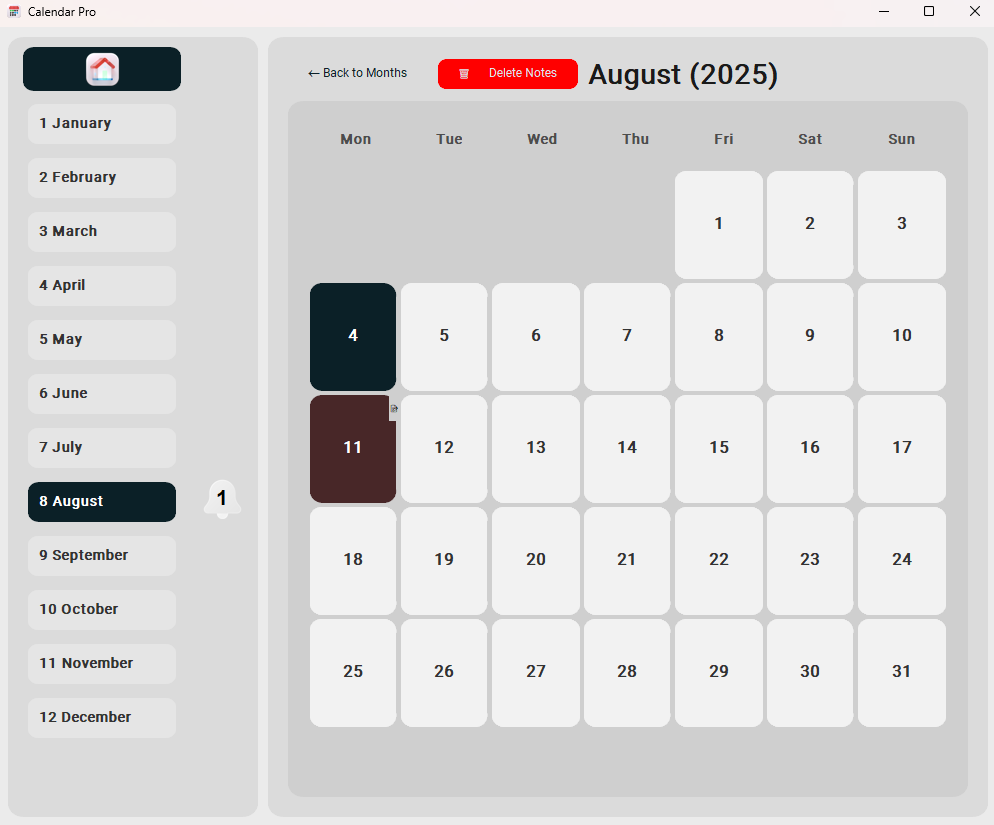 Calendar Pro
← Back to Months
Delete Notes
August (2025)
1 January
2 February
3 March
4 April
5 May
6 June
7 July
8 August
1
9 September
10 October
11 November
12 December
Mon Tue Wed Thu Fri Sat Sun
1 2 3
4 5 6 7 8 9 10
11 12 13 14 15 16 17
18 19 20 21 22 23 24
25 26 27 28 29 30 31